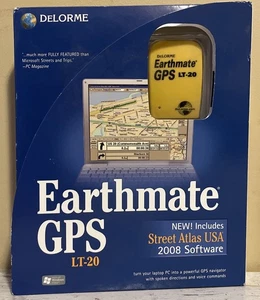 DELORME
"...much more FULLY FEATURED than
Microsoft Streets and Trips."
—PC Magazine
DELORME
Earthmate
GPS LT-20
Earthmate
GPS
LT-20
NEW! Includes
Street Atlas USA
2008 Software
turn your laptop PC into a powerful GPS navigator
with spoken directions and voice commands